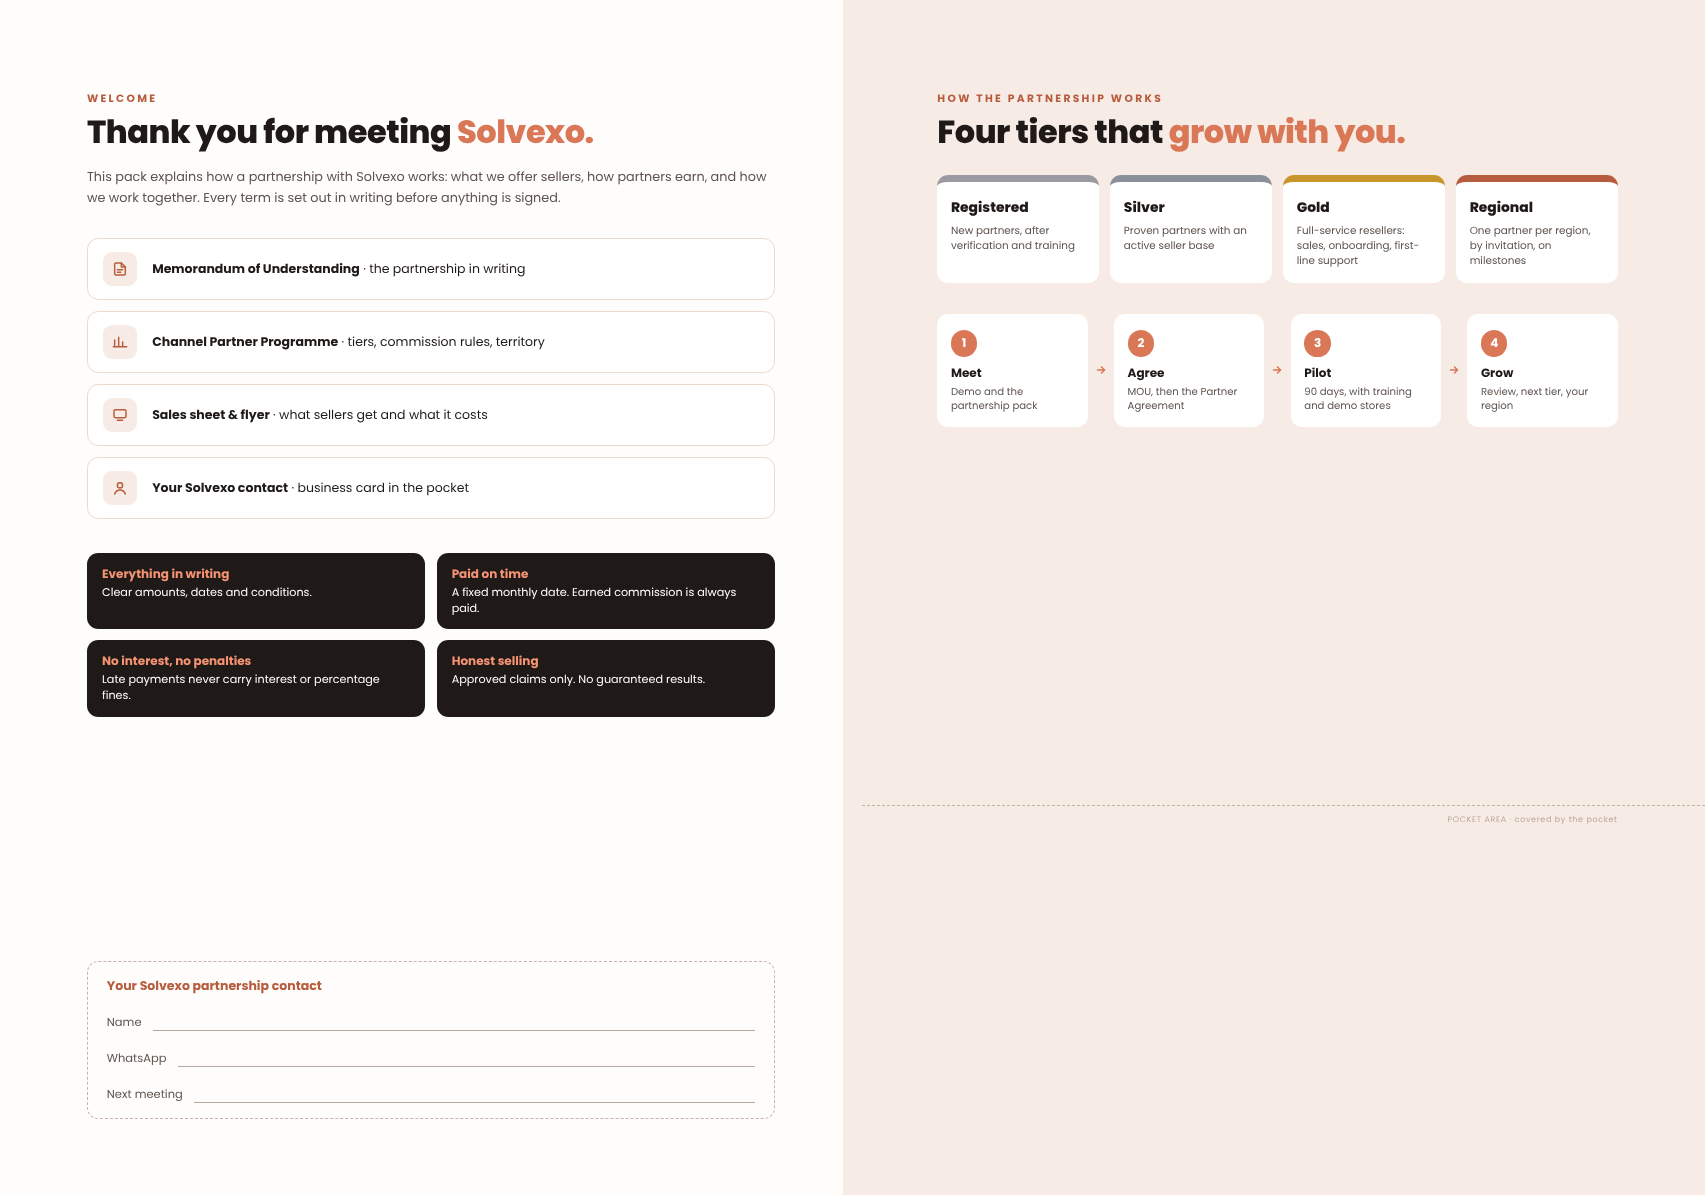 WELCOME
Thank you for meeting Solvexo.
This pack explains how a partnership with Solvexo works: what we offer sellers, how partners earn, and how
we work together. Every term is set out in writing before anything is signed.
Memorandum of Understanding · the partnership in writing
Channel Partner Programme · tiers, commission rules, territory
Sales sheet & flyer · what sellers get and what it costs
Your Solvexo contact · business card in the pocket
Everything in writing
Clear amounts, dates and conditions.
Paid on time
A fixed monthly date. Earned commission is always
paid.
No interest, no penalties
Late payments never carry interest or percentage
fines.
Honest selling
Approved claims only. No guaranteed results.
Your Solvexo partnership contact
Name
WhatsApp
Next meeting
HOW THE PARTNERSHIP WORKS
Four tiers that grow with you.
Registered
New partners, after
verification and training
Silver
Proven partners with an
active seller base
Gold
Full-service resellers:
sales, onboarding, first-
line support
Regional
One partner per region,
by invitation, on
milestones
1
Meet
Demo and the
partnership pack
→
2
Agree
MOU, then the Partner
Agreement
→
3
Pilot
90 days, with training
and demo stores
→
4
Grow
Review, next tier, your
region
POCKET AREA · covered by the pocket